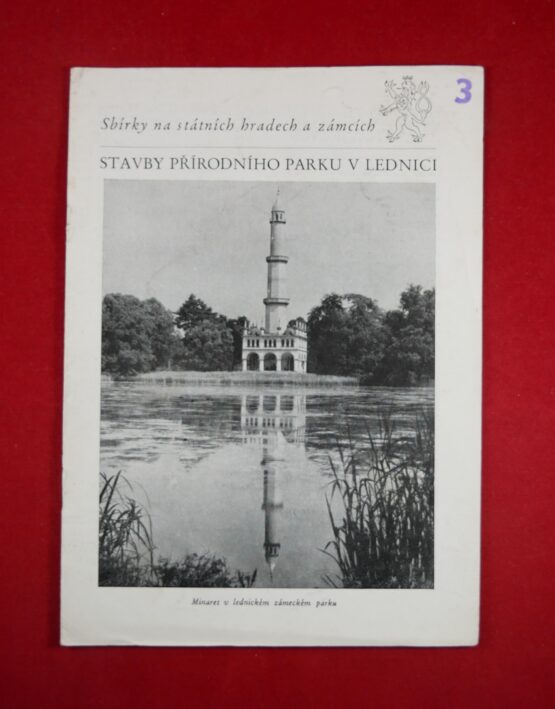 3
Sbírky na státních hradech a zámcích
STAVBY PŘÍRODNÍHO PARKU V LEDNICI
Minaret v lednickém zámeckém parku